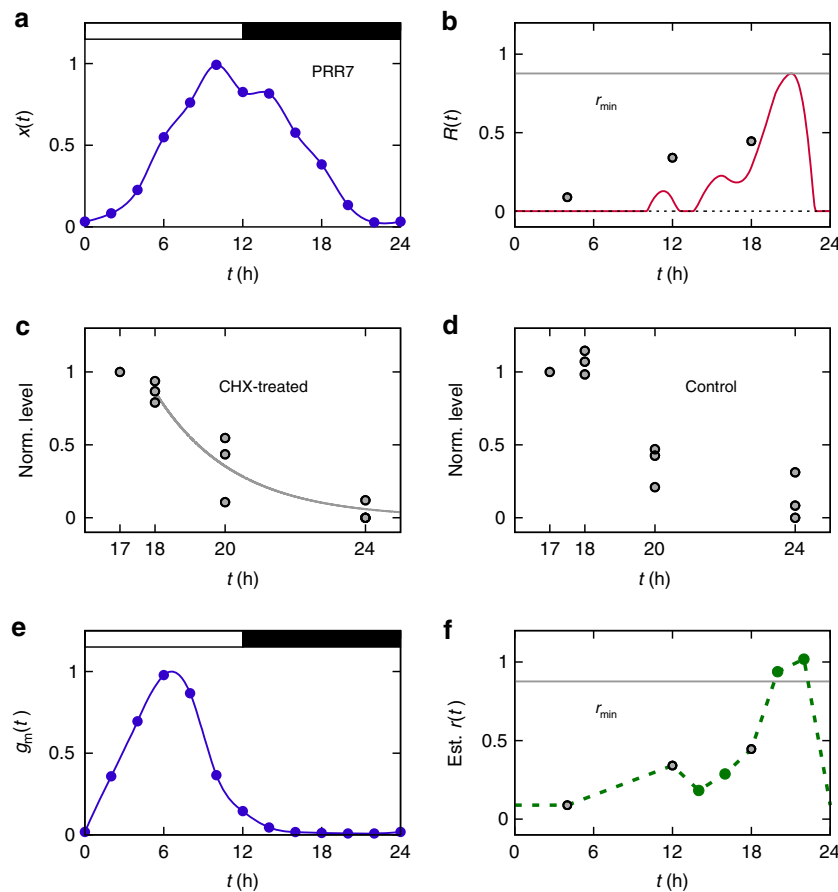 a
PRR7
x(t)
1
0.5
0
0 6 12 18 24
t (h)
b
R(t)
r_min
1
0.5
0
0 6 12 18 24
t (h)
c
CHX-treated
Norm. level
1
0.5
0
17 18 20 24
t (h)
d
Control
Norm. level
1
0.5
0
17 18 20 24
t (h)
e
g_m(t)
1
0.5
0
0 6 12 18 24
t (h)
f
Est. r(t)
r_min
1
0.5
0
0 6 12 18 24
t (h)